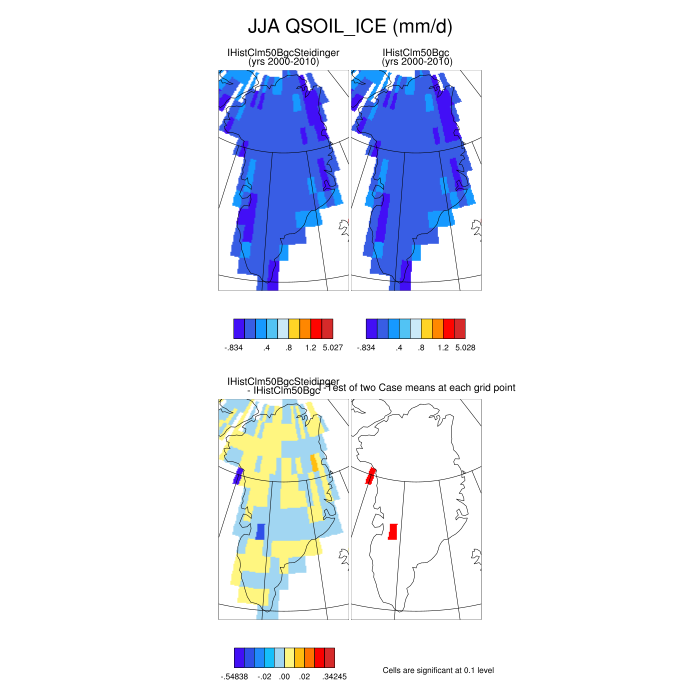 JJA QSOIL_ICE (mm/d)
IHistClm50BgcSteidinger
(yrs 2000-2010)
IHistClm50Bgc
(yrs 2000-2010)
-.834 .4 .8 1.2 5.027
-.834 .4 .8 1.2 5.028
IHistClm50BgcSteidinger
- IHistClm50Bgc
T-Test of two Case means at each grid point
-.54838 -.02 .00 .02 .34245
Cells are significant at 0.1 level